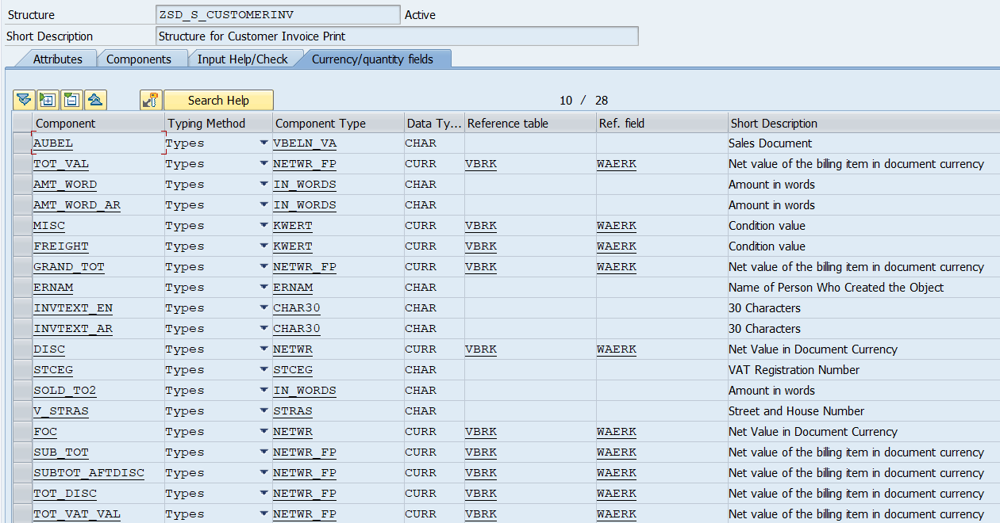 Structure ZSD_S_CUSTOMERINV Active
Short Description Structure for Customer Invoice Print
Attributes Components Input Help/Check Currency/quantity fields
Search Help 10 / 28
Component Typing Method Component Type Data Ty... Reference table Ref. field Short Description
AUBEL Types VBELN_VA CHAR Sales Document
TOT_VAL Types NETWR_FP CURR VBRK WAERK Net value of the billing item in document currency
AMT_WORD Types IN_WORDS CHAR Amount in words
AMT_WORD_AR Types IN_WORDS CHAR Amount in words
MISC Types KWERT CURR VBRK WAERK Condition value
FREIGHT Types KWERT CURR VBRK WAERK Condition value
GRAND_TOT Types NETWR_FP CURR VBRK WAERK Net value of the billing item in document currency
ERNAM Types ERNAM CHAR Name of Person Who Created the Object
INVTEXT_EN Types CHAR30 CHAR 30 Characters
INVTEXT_AR Types CHAR30 CHAR 30 Characters
DISC Types NETWR CURR VBRK WAERK Net Value in Document Currency
STCEG Types STCEG CHAR VAT Registration Number
SOLD_TO2 Types IN_WORDS CHAR Amount in words
V_STRAS Types STRAS CHAR Street and House Number
FOC Types NETWR CURR VBRK WAERK Net Value in Document Currency
SUB_TOT Types NETWR_FP CURR VBRK WAERK Net value of the billing item in document currency
SUBTOT_AFTDISC Types NETWR_FP CURR VBRK WAERK Net value of the billing item in document currency
TOT_DISC Types NETWR_FP CURR VBRK WAERK Net value of the billing item in document currency
TOT_VAT_VAL Types NETWR_FP CURR VBRK WAERK Net value of the billing item in document currency